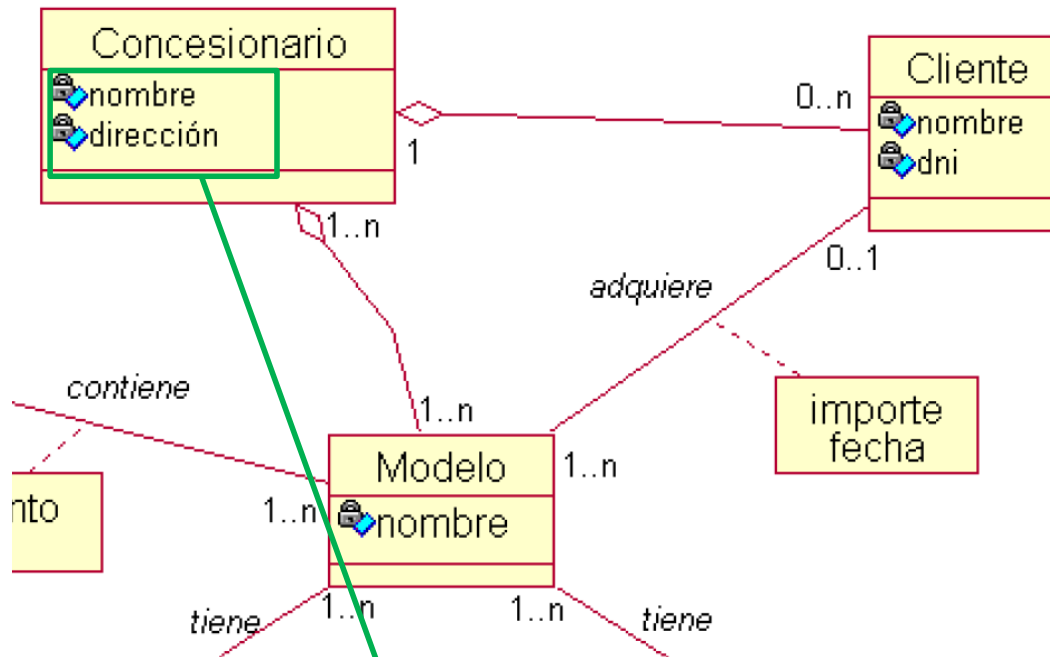 Concesionario
nombre
dirección
1
0..n
Cliente
nombre
dni
1..n
0..1
adquiere
importe
fecha
contiene
1..n
Modelo
nombre
1..n
1..n
nto
1..n
1..n
tiene
tiene